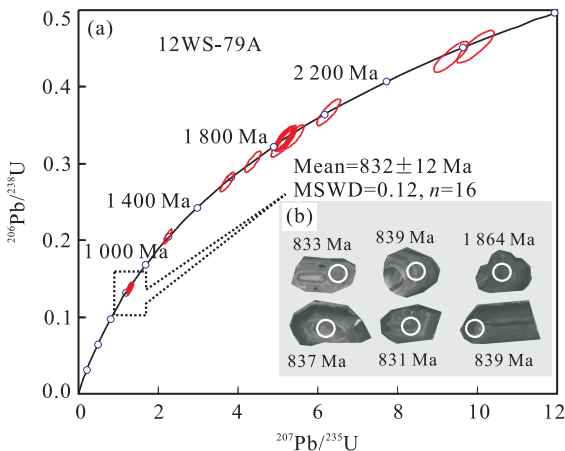 (a)
12WS-79A
2 200 Ma
1 800 Ma
1 400 Ma
1 000 Ma
Mean=832±12 Ma
MSWD=0.12, n=16
(b)
833 Ma 839 Ma 1 864 Ma
837 Ma 831 Ma 839 Ma
0.5
0.4
0.3
0.2
0.1
0.0
0 2 4 6 8 10 12
²⁰⁶Pb/²³⁸U
²⁰⁷Pb/²³⁵U